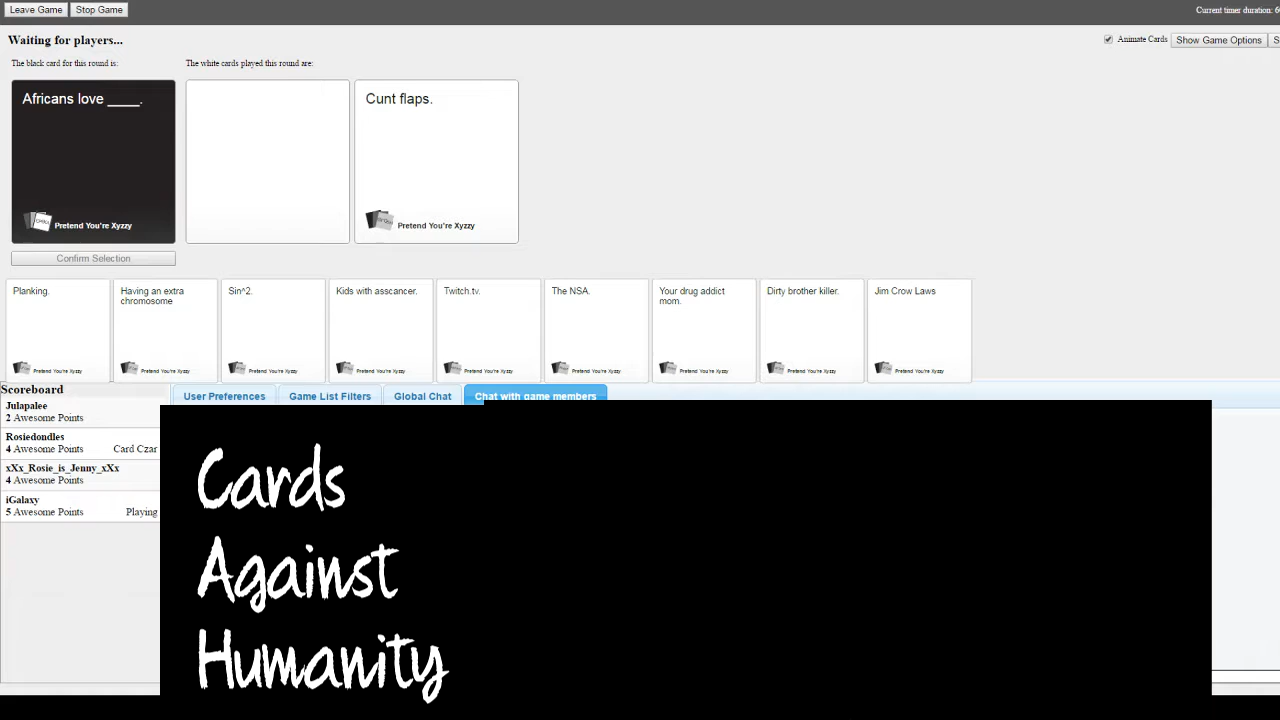 Leave Game
Stop Game
Current timer duration: 6
Waiting for players...
Animate Cards
Show Game Options
S
The black card for this round is:
The white cards played this round are:
Africans love ____.
Cunt flaps.
Pretend You're Xyzzy
Pretend You're Xyzzy
Confirm Selection
Planking.
Having an extra
chromosome
Sin^2.
Kids with asscancer.
Twitch.tv.
The NSA.
Your drug addict
mom.
Dirty brother killer.
Jim Crow Laws
Pretend You're Xyzzy
Pretend You're Xyzzy
Pretend You're Xyzzy
Pretend You're Xyzzy
Pretend You're Xyzzy
Pretend You're Xyzzy
Pretend You're Xyzzy
Pretend You're Xyzzy
Pretend You're Xyzzy
Scoreboard
User Preferences
Game List Filters
Global Chat
Chat with game members
Julapalee
2 Awesome Points
Rosiedondles
4 Awesome Points
Card Czar
xXx_Rosie_is_Jenny_xXx
4 Awesome Points
iGalaxy
5 Awesome Points
Playing
Cards
Against
Humanity